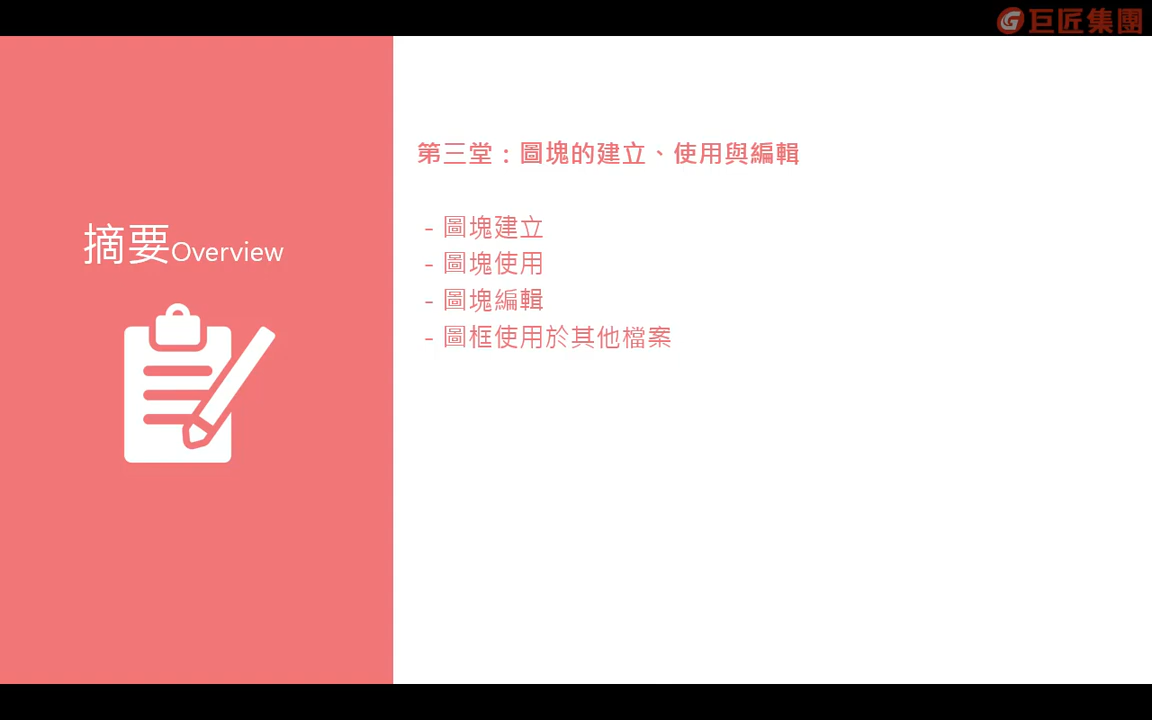 巨匠集團
第三堂：圖塊的建立、使用與編輯
摘要Overview
- 圖塊建立
- 圖塊使用
- 圖塊編輯
- 圖框使用於其他檔案